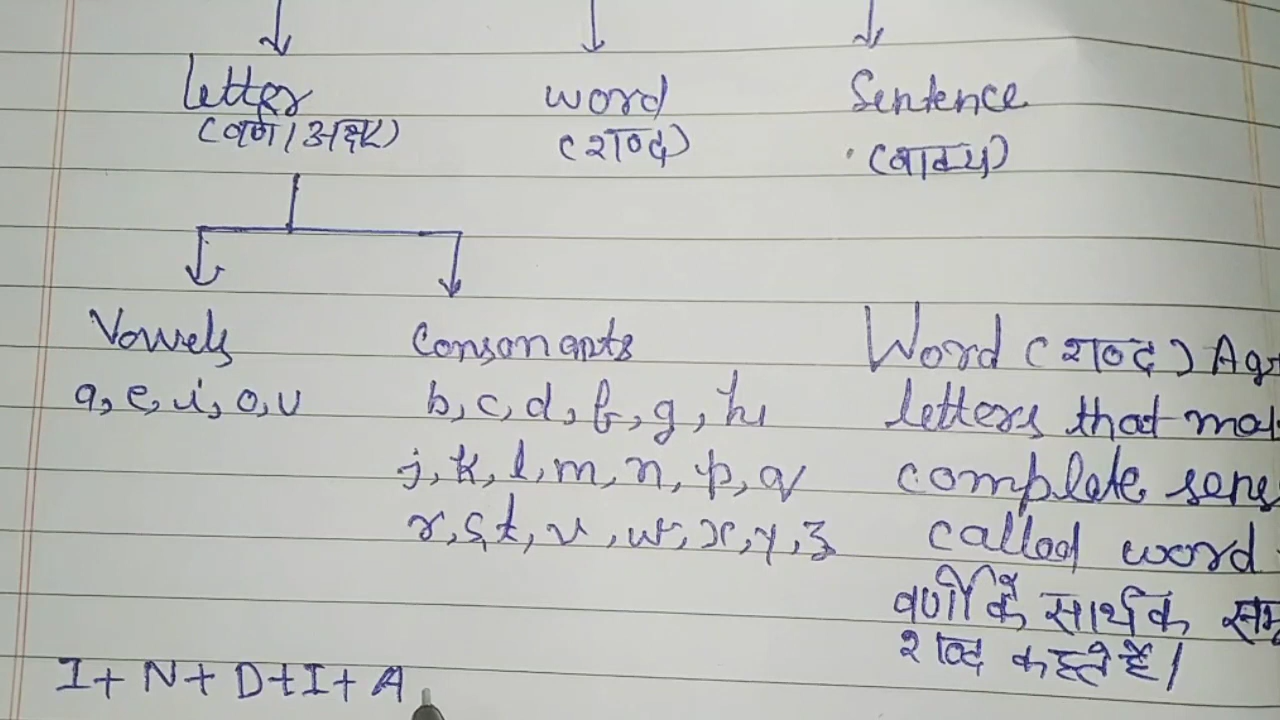 Letter
word
Sentence
(वर्ण/अक्षर)
(शब्द)
(वाक्य)
Vowels
a, e, i, o, u
Consonants
b, c, d, f, g, h
j, k, l, m, n, p, q
r, s, t, v, w, x, y, z
Word (शब्द) A
letters that
complete
called word
वर्णों के सार्थक
शब्द कहते हैं।
I + N + D + I + A